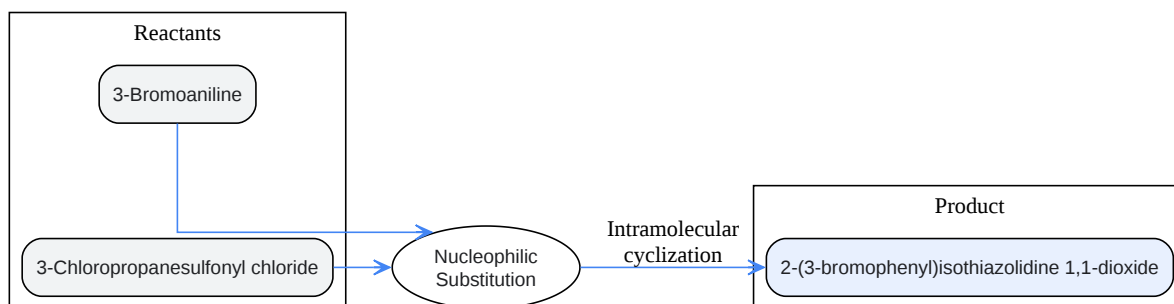 Reactants
3-Bromoaniline
3-Chloropropanesulfonyl chloride
Nucleophilic
Substitution
Intramolecular
cyclization
Product
2-(3-bromophenyl)isothiazolidine 1,1-dioxide